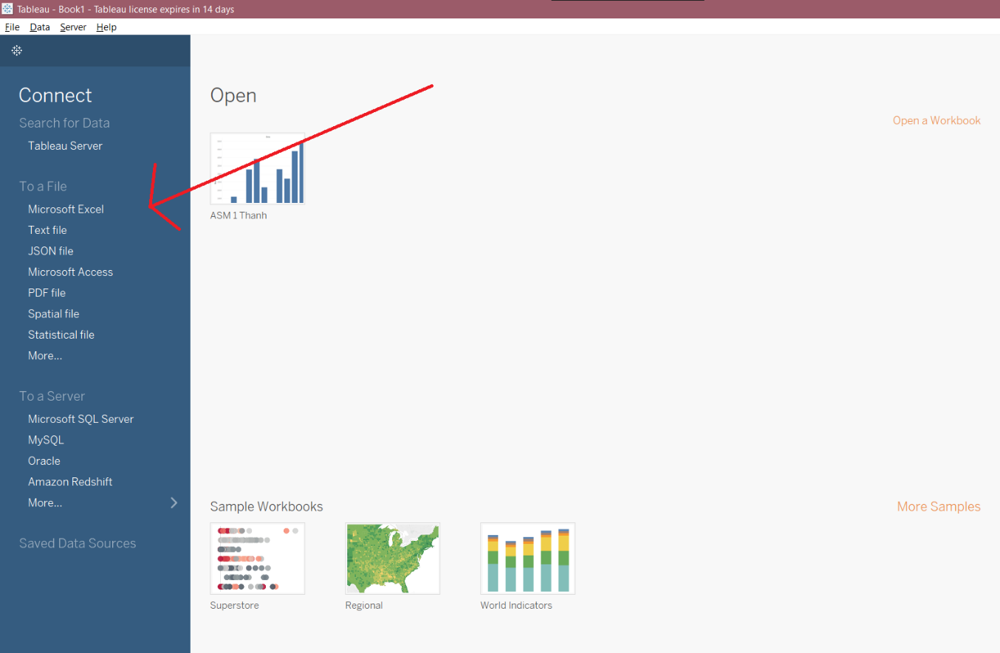 Tableau - Book1 - Tableau license expires in 14 days
File Data Server Help
Connect
Search for Data
Tableau Server
To a File
Microsoft Excel
Text file
JSON file
Microsoft Access
PDF file
Spatial file
Statistical file
More...
To a Server
Microsoft SQL Server
MySQL
Oracle
Amazon Redshift
More...
Saved Data Sources
Open
Open a Workbook
ASM 1 Thanh
Sample Workbooks
More Samples
Superstore
Regional
World Indicators